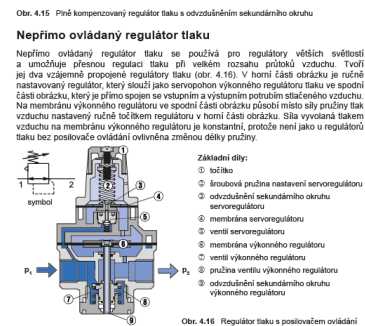 Obr. 4.15 Plně kompenzovaný regulátor tlaku s odvzdušněním sekundárního okruhu
Nepřímo ovládaný regulátor tlaku
Nepřímo ovládaný regulátor tlaku se používá pro regulátory větších světlostí
a umožňuje přesnou regulaci tlaku při velkém rozsahu průtoků vzduchu. Tvoří
jej dva vzájemně propojené regulátory tlaku (obr. 4.16). V horní části obrázku je ručně
nastavovaný regulátor, který slouží jako servopohon výkonového regulátoru tlaku ve spodní
části obrázku, který je přímo spojen se vstupním a výstupním potrubím stlačeného vzduchu.
Na membránu výkonného regulátoru ve spodní části obrázku působí místo síly pružiny tlak
vzduchu nastavený ručně točítkem regulátoru v horní části obrázku. Síla vyvolaná tlakem
vzduchu na membránu výkonného regulátoru je konstantní, protože není jako u regulátorů
tlaku bez posilovače ovládání ovlivněna změnou délky pružiny.
1 2
symbol
1
2
3
4
5
6
P1
P2
7
8
9
Základní díly:
① točítko
② šroubová pružina nastavení servoregulátoru
③ odvzdušnění sekundárního okruhu
servoregulátoru
④ membrána servoregulátoru
⑤ ventil servoregulátoru
⑥ membrána výkonného regulátoru
⑦ ventil výkonného regulátoru
⑧ pružina ventilu výkonného regulátoru
⑨ odvzdušnění sekundárního okruhu
výkonného regulátoru
Obr. 4.16 Regulátor tlaku s posilovačem ovládání